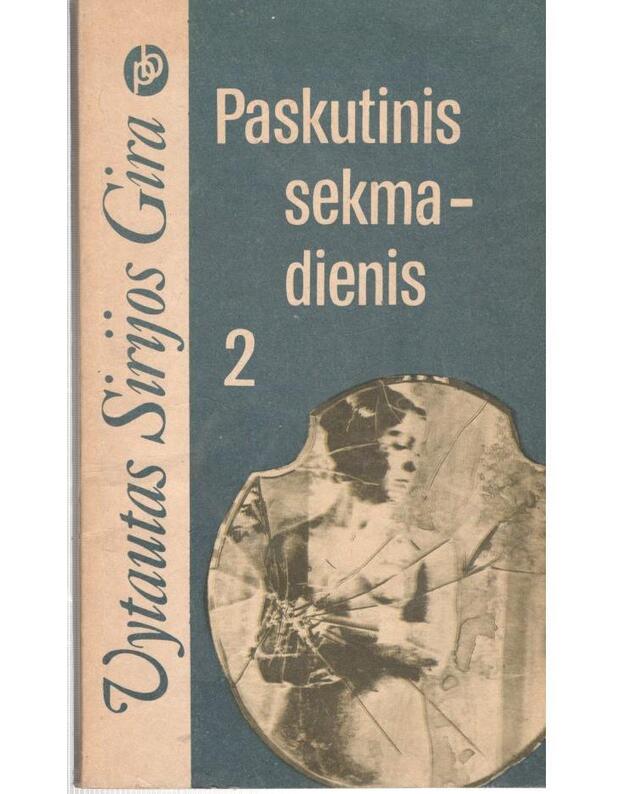 Vytautas Sirijos Gira
Paskutinis
sekma-
dienis
2